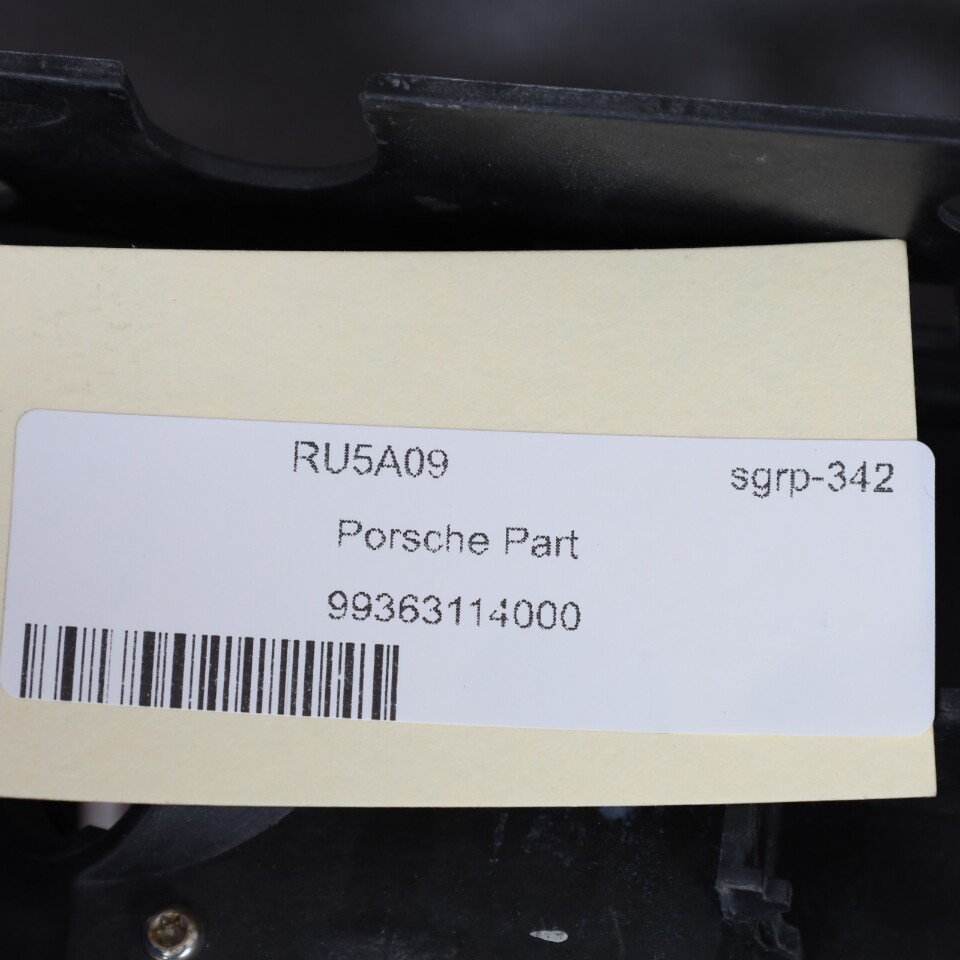 RU5A09 sgrp-342
Porsche Part
99363114000